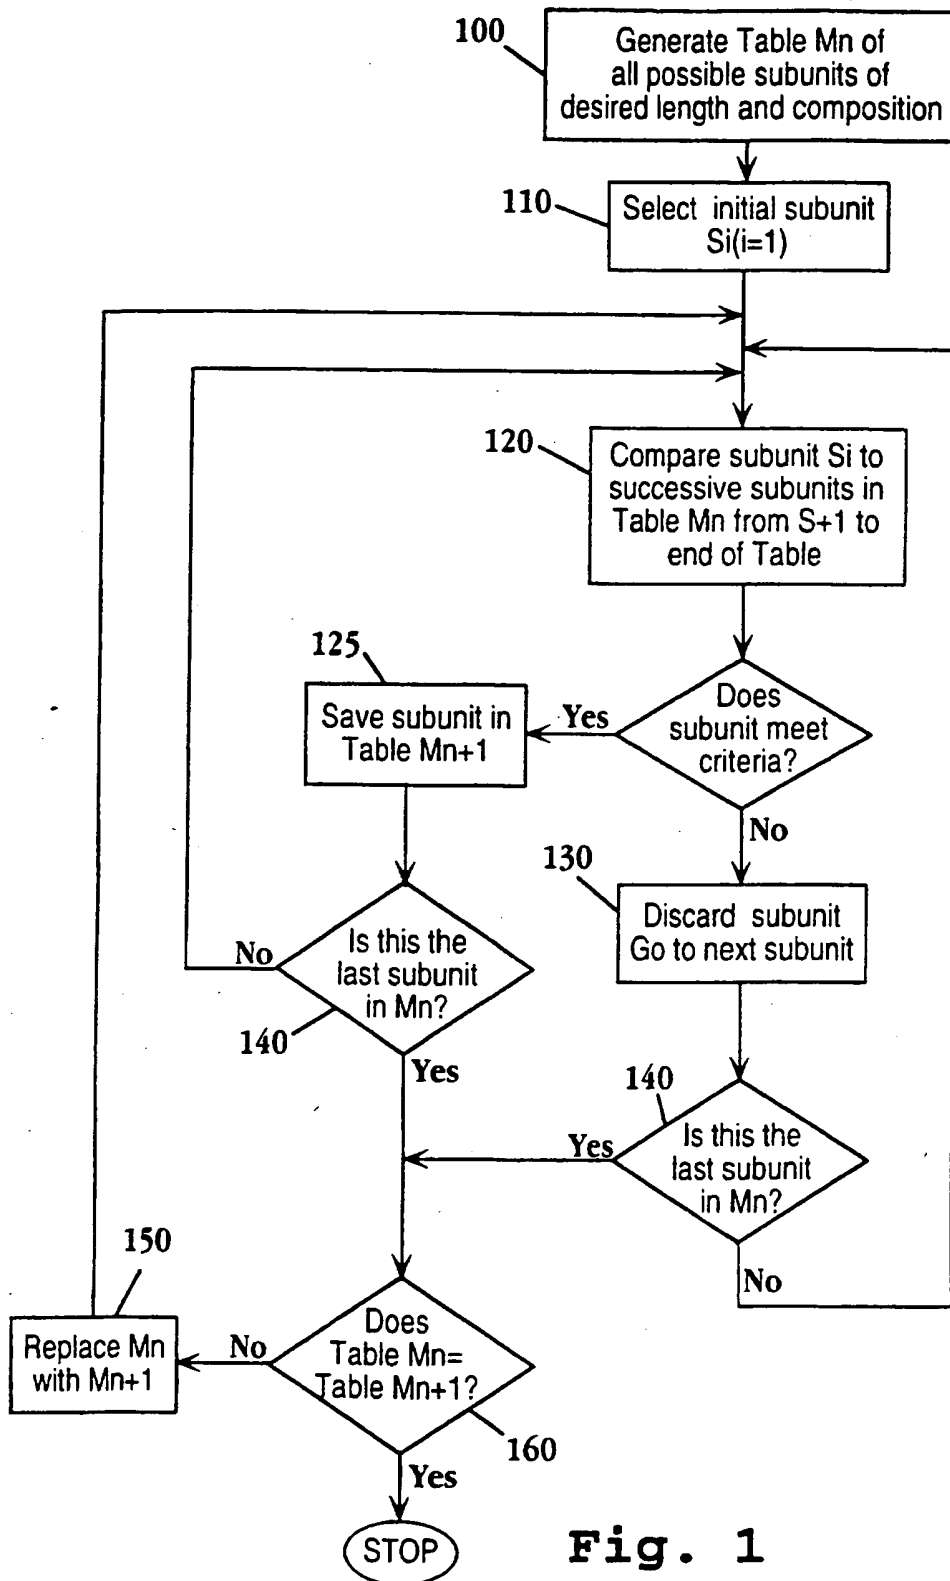 100
Generate Table Mn of
all possible subunits of
desired length and composition
110
Select initial subunit
Si(i=1)
120
Compare subunit Si to
successive subunits in
Table Mn from S+1 to
end of Table
125
Save subunit in
Table Mn+1
Yes
Does
subunit meet
criteria?
No
130
Discard subunit
Go to next subunit
No
Is this the
last subunit
in Mn?
140
Yes
140
Yes
Is this the
last subunit
in Mn?
No
150
Replace Mn
with Mn+1
No
Does
Table Mn=
Table Mn+1?
160
Yes
STOP
Fig. 1